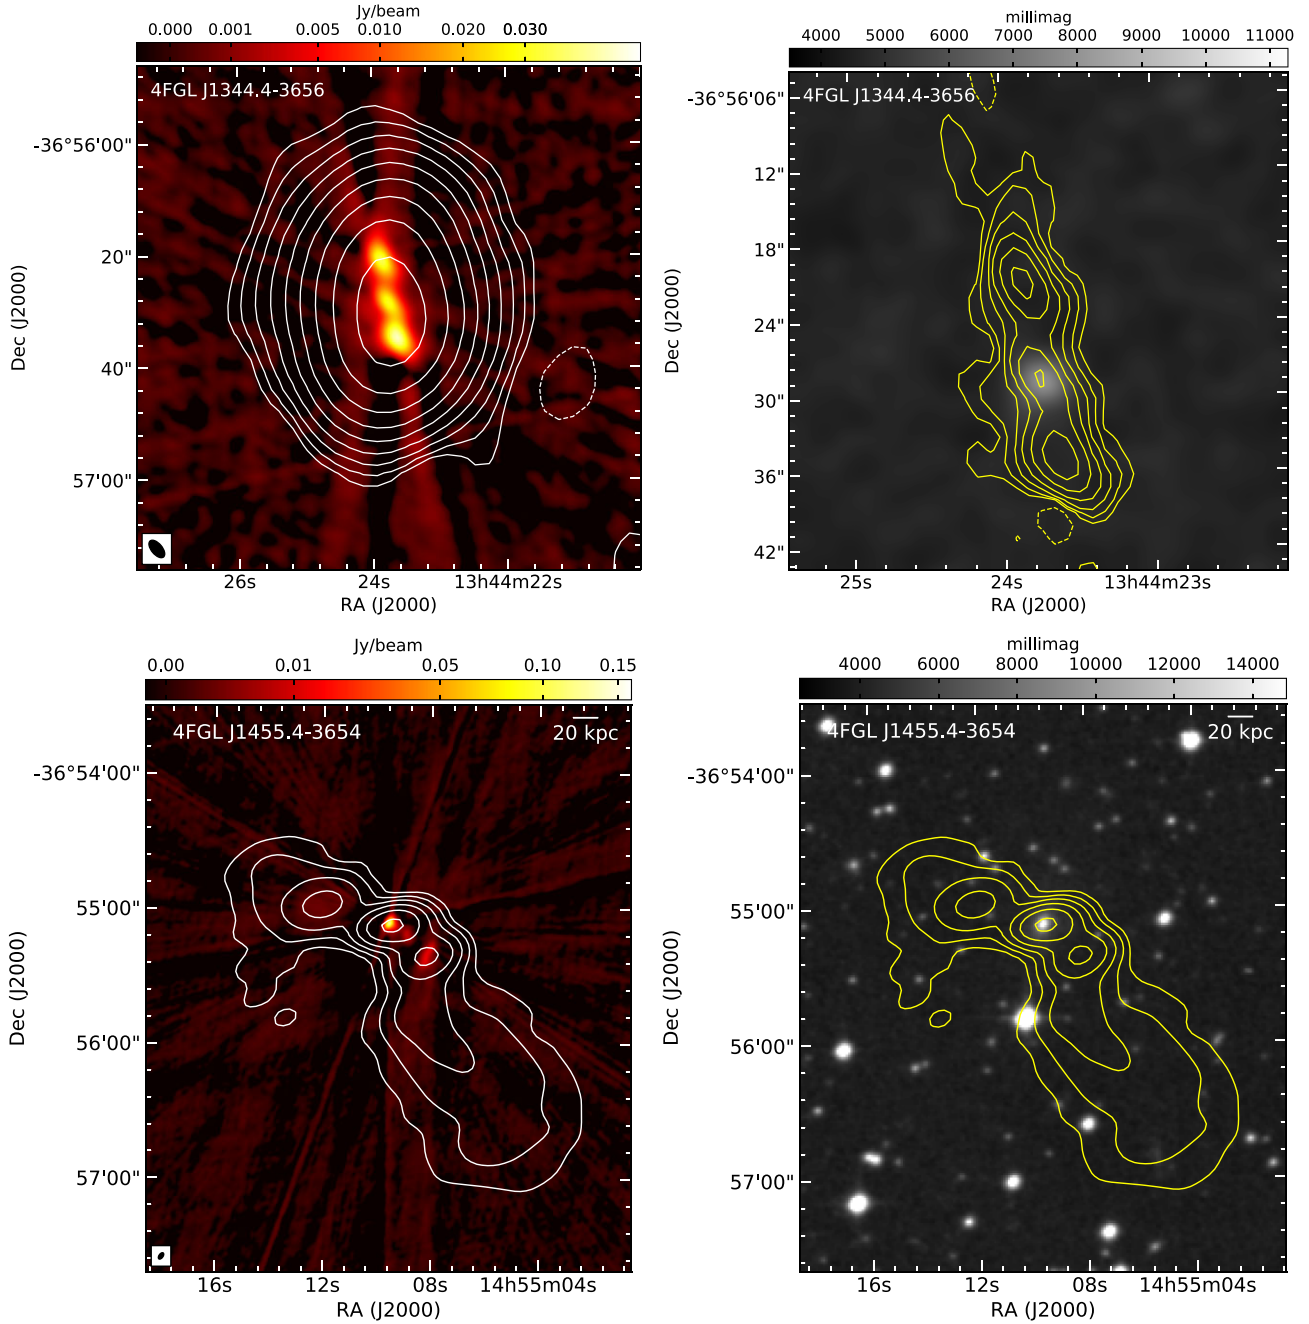 Jy/beam
0.000 0.001 0.005 0.010 0.020 0.030
4FGL J1344.4-3656
-36°56'00"
20"
40"
57'00"
Dec (J2000)
26s 24s 13h44m22s
RA (J2000)
millimag
4000 5000 6000 7000 8000 9000 10000 11000
4FGL J1344.4-3656
-36°56'06"
12"
18"
24"
30"
36"
42"
Dec (J2000)
25s 24s 13h44m23s
RA (J2000)
Jy/beam
0.00 0.01 0.05 0.10 0.15
4FGL J1455.4-3654
20 kpc
-36°54'00"
55'00"
56'00"
57'00"
Dec (J2000)
16s 12s 08s 14h55m04s
RA (J2000)
millimag
4000 6000 8000 10000 12000 14000
4FGL J1455.4-3654
20 kpc
-36°54'00"
55'00"
56'00"
57'00"
Dec (J2000)
16s 12s 08s 14h55m04s
RA (J2000)